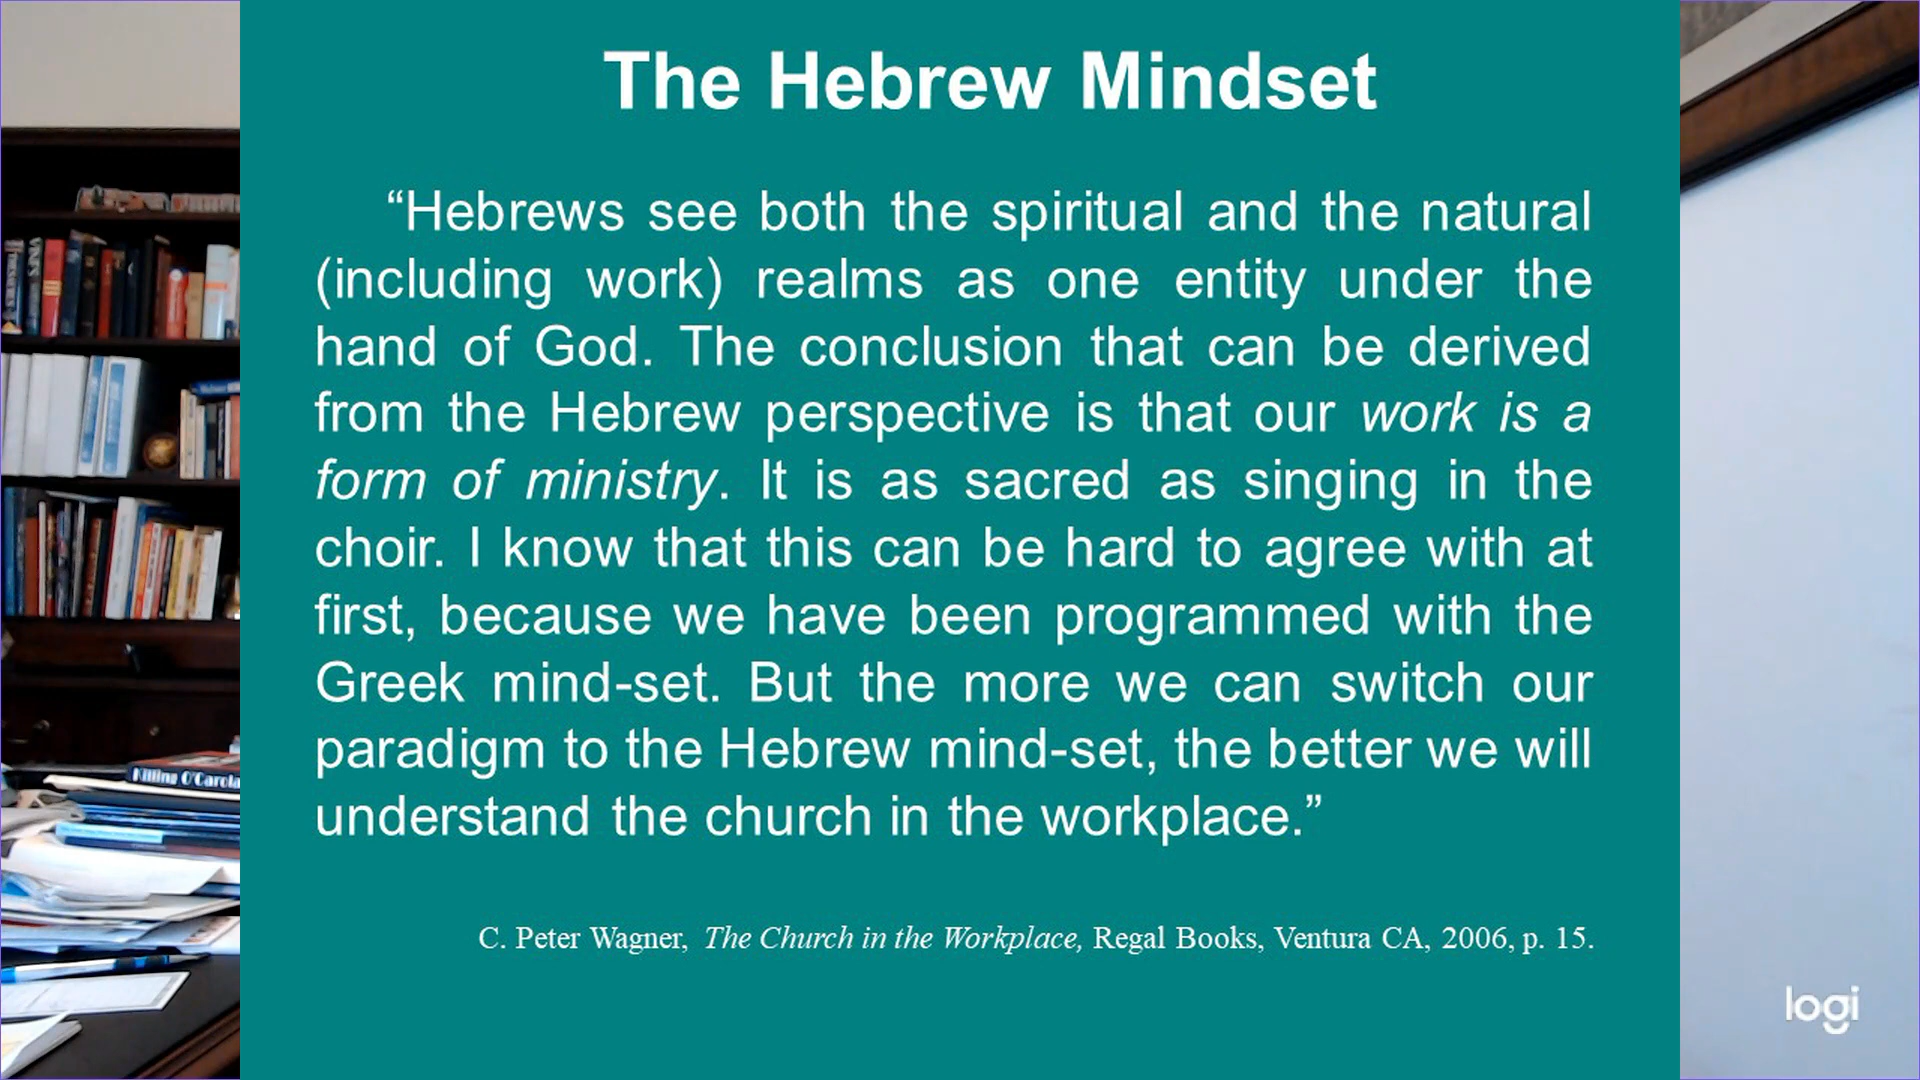 The Hebrew Mindset
“Hebrews see both the spiritual and the natural
(including work) realms as one entity under the
hand of God. The conclusion that can be derived
from the Hebrew perspective is that our work is a
form of ministry. It is as sacred as singing in the
choir. I know that this can be hard to agree with at
first, because we have been programmed with the
Greek mind-set. But the more we can switch our
paradigm to the Hebrew mind-set, the better we will
understand the church in the workplace.”
C. Peter Wagner, The Church in the Workplace, Regal Books, Ventura CA, 2006, p. 15.
Killing O'Carola
logi